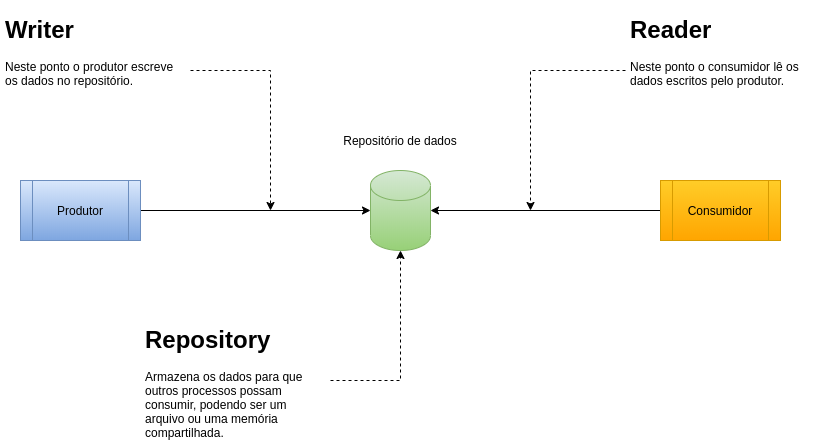 Writer
Neste ponto o produtor escreve
os dados no repositório.
Reader
Neste ponto o consumidor lê os
dados escritos pelo produtor.
Repositório de dados
Produtor
Consumidor
Repository
Armazena os dados para que
outros processos possam
consumir, podendo ser um
arquivo ou uma memória
compartilhada.